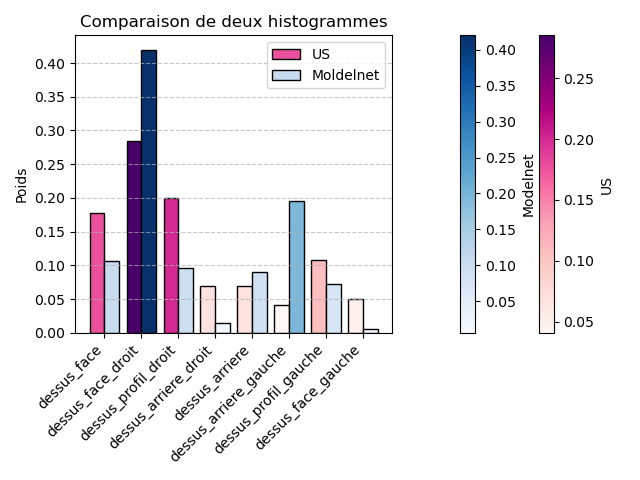 Comparaison de deux histogrammes
US
Moldelnet
Poids
0.40
0.35
0.30
0.25
0.20
0.15
0.10
0.05
0.00
dessus_face
dessus_face_droit
dessus_profil_droit
dessus_arriere_droit
dessus_arriere
dessus_arriere_gauche
dessus_profil_gauche
dessus_face_gauche
0.40
0.35
0.30
0.25
0.20
0.15
0.10
0.05
Modelnet
0.25
0.20
0.15
0.10
0.05
US